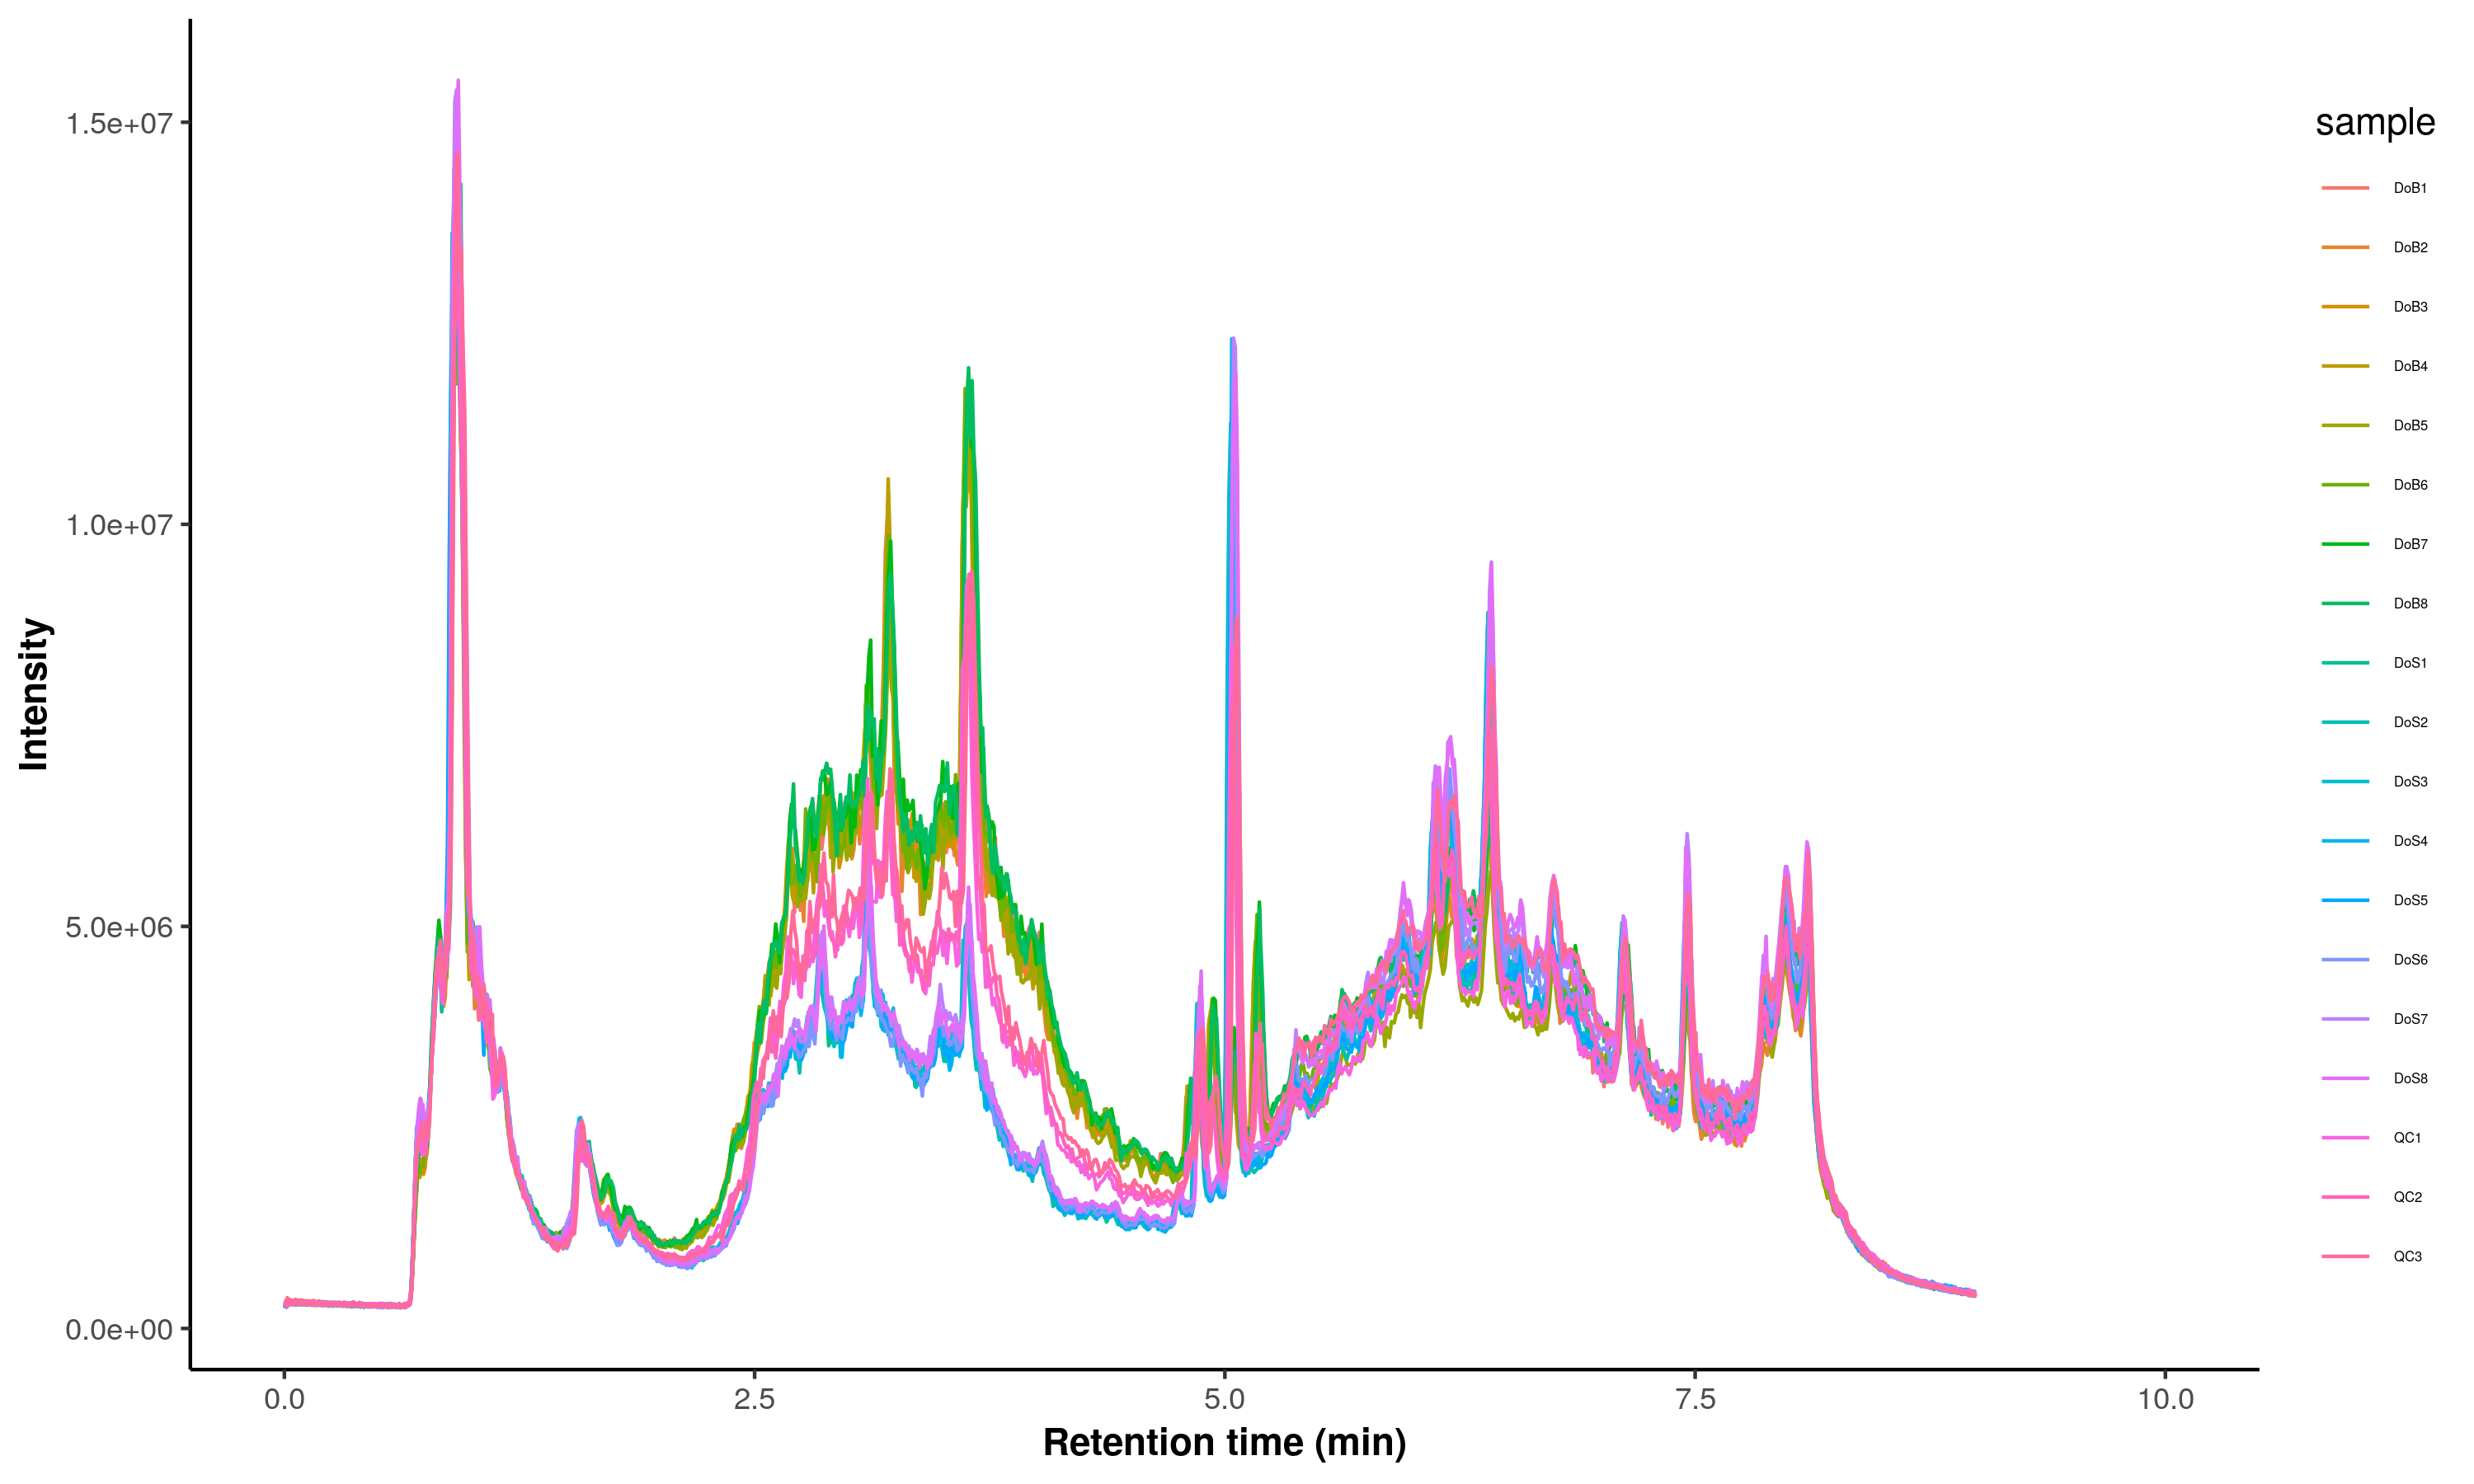 Intensity
1.5e+07
1.0e+07
5.0e+06
0.0e+00
0.0
2.5
5.0
7.5
10.0
Retention time (min)
sample
DoB1
DoB2
DoB3
DoB4
DoB5
DoB6
DoB7
DoB8
DoS1
DoS2
DoS3
DoS4
DoS5
DoS6
DoS7
DoS8
QC1
QC2
QC3